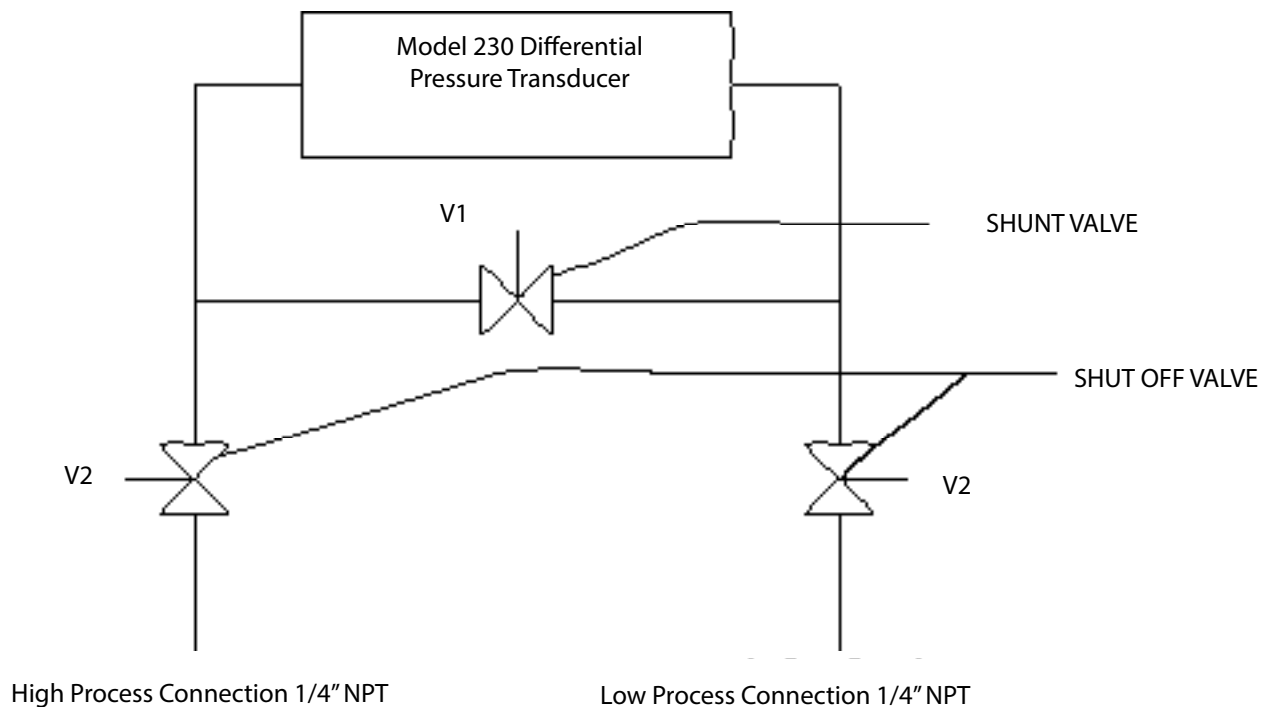 Model 230 Differential
Pressure Transducer
V1
SHUNT VALVE
SHUT OFF VALVE
V2
V2
High Process Connection 1/4” NPT
Low Process Connection 1/4” NPT